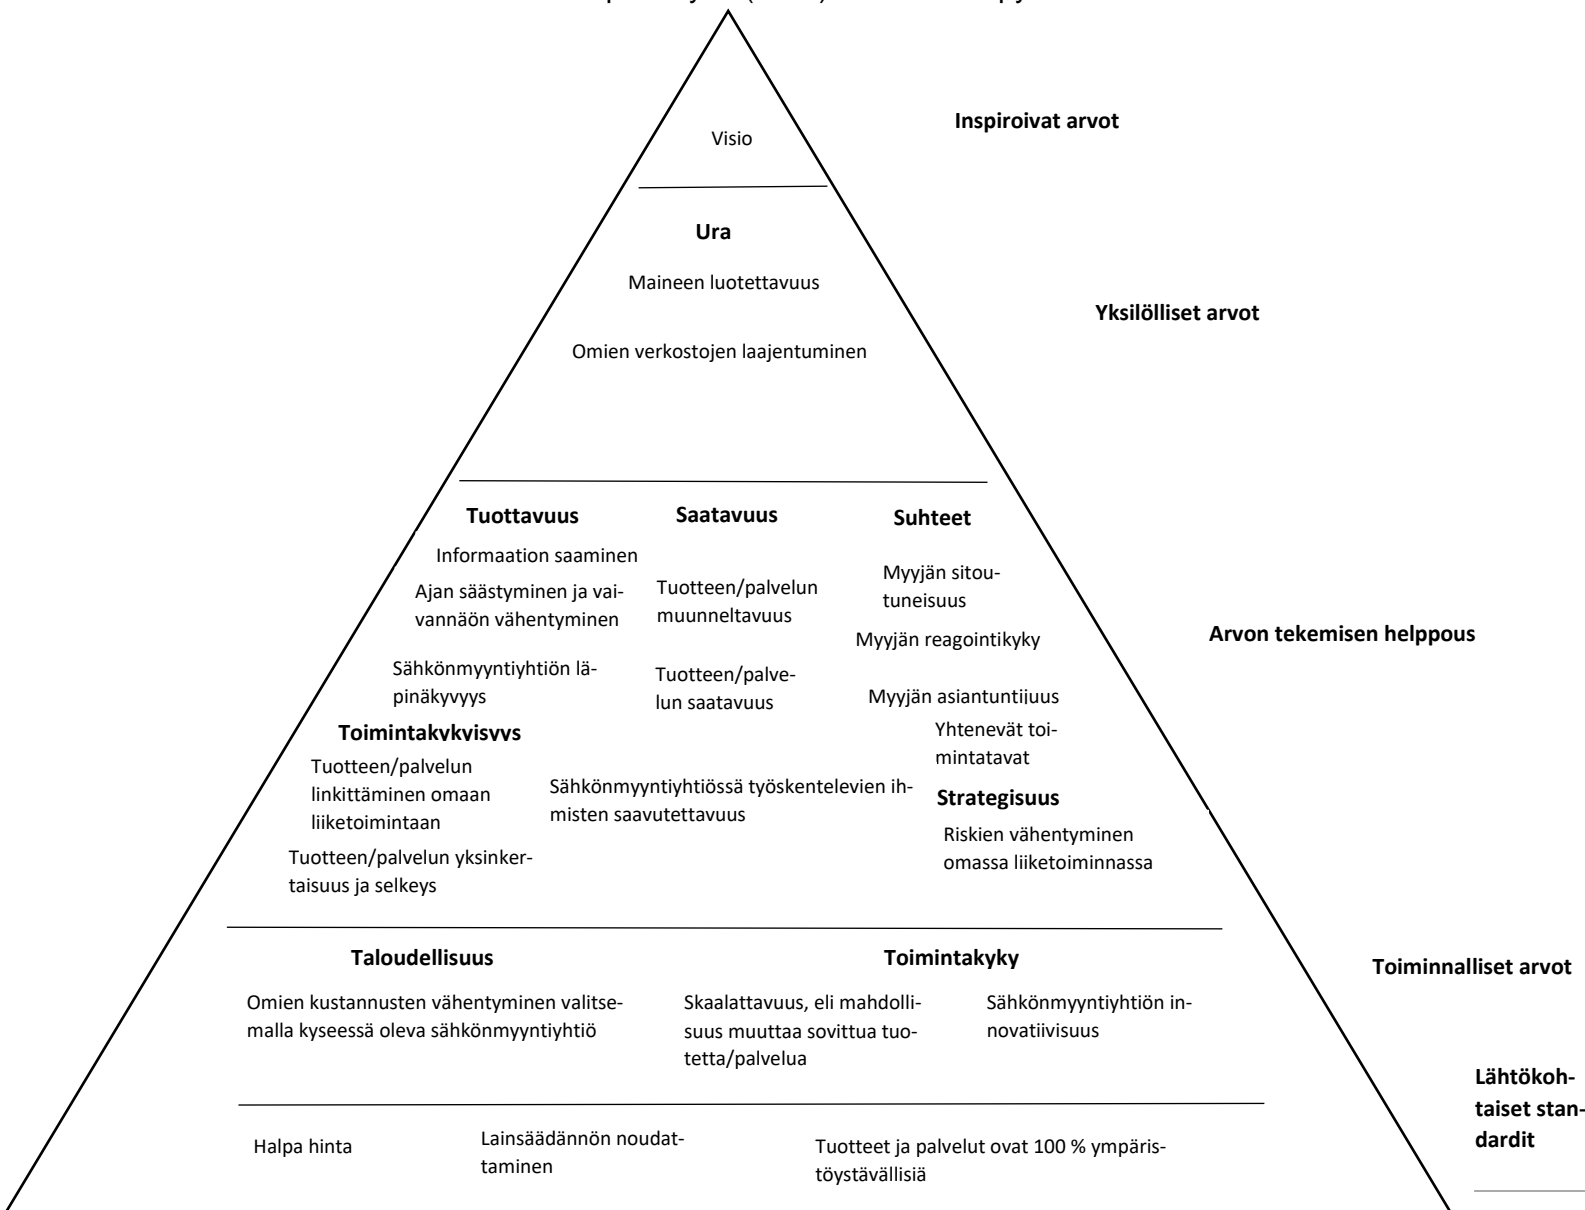 Visio
Inspiroivat arvot
Ura
Maineen luotettavuus
Omien verkostojen laajentuminen
Yksilölliset arvot
Tuottavuus
Informaation saaminen
Ajan säästyminen ja vai-
vannäön vähentyminen
Sähkönmyyntiyhtiön lä-
pinäkyvyys
Saatavuus
Tuotteen/palvelun
muunneltavuus
Tuotteen/palve-
lun saatavuus
Suhteet
Myyjän sitou-
tuneisuus
Myyjän reagointikyky
Myyjän asiantuntijuus
Yhtenevät toi-
mintatavat
Arvon tekemisen helppous
Toimintakykyisyys
Tuotteen/palvelun
linkittäminen omaan
liiketoimintaan
Tuotteen/palvelun yksinker-
taisuus ja selkeys
Sähkönmyyntiyhtiössä työskentelevien ih-
misten saavutettavuus
Strategisuus
Riskien vähentyminen
omassa liiketoiminnassa
Taloudellisuus
Omien kustannusten vähentyminen valitse-
malla kyseessä oleva sähkönmyyntiyhtiö
Toimintakyky
Skaalattavuus, eli mahdolli-
suus muuttaa sovittua tuo-
tetta/palvelua
Sähkönmyyntiyhtiön in-
novatiivisuus
Toiminnalliset arvot
Halpa hinta
Lainsäädännön noudat-
taminen
Tuotteet ja palvelut ovat 100 % ympäris-
töystävällisiä
Lähtökoh-
taiset stan-
dardit